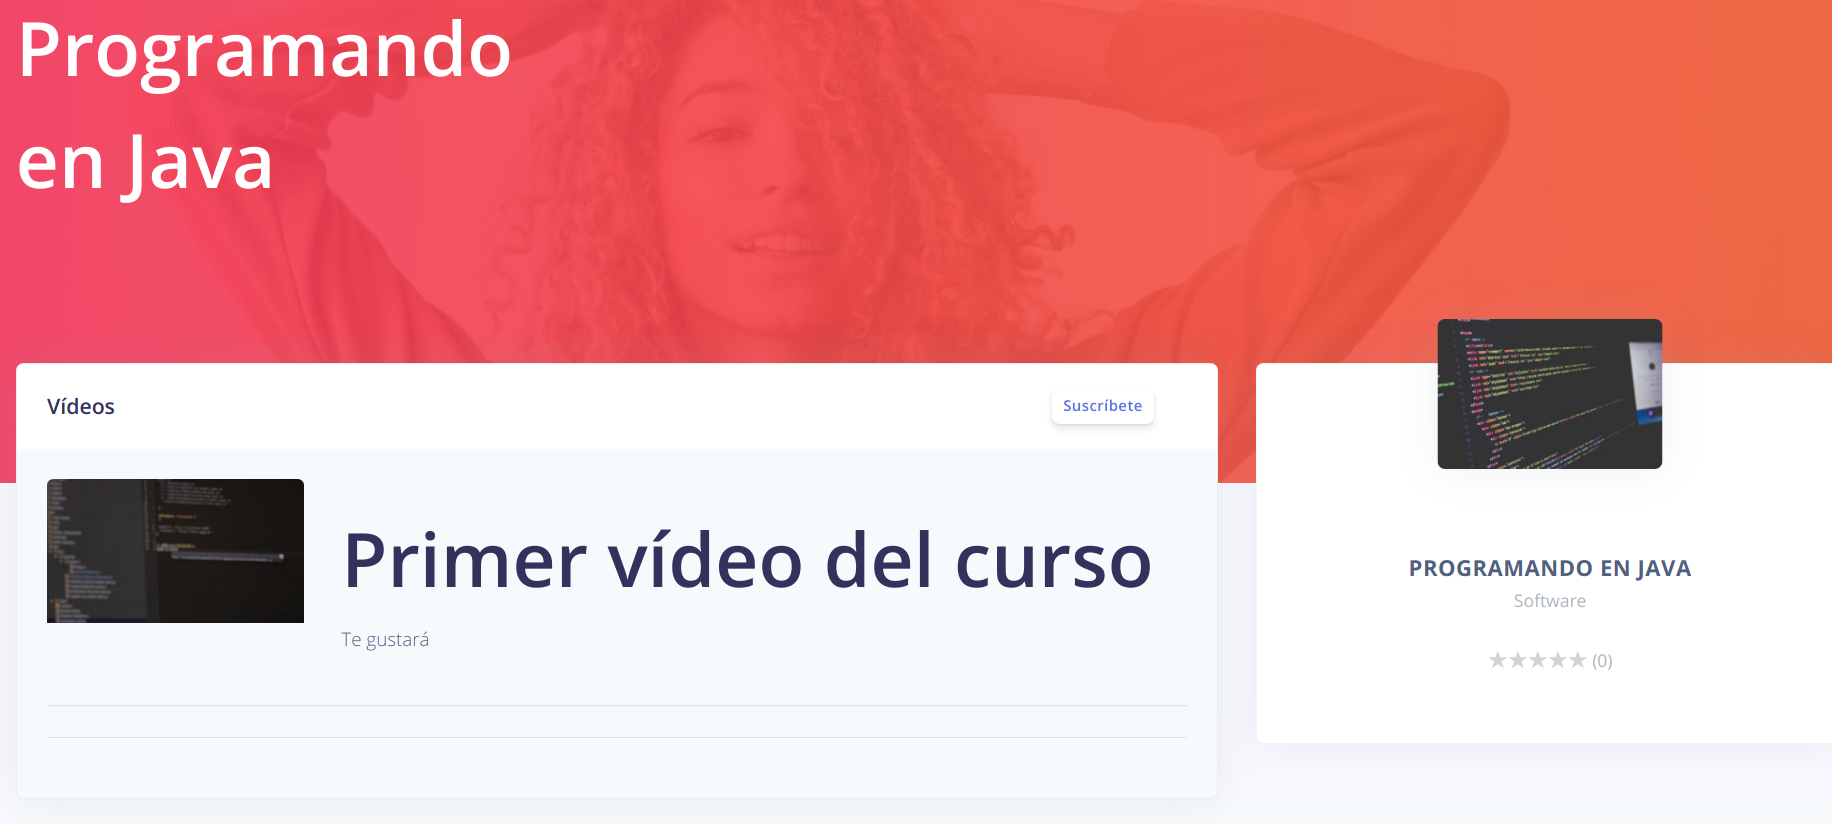 Programando
en Java
Vídeos
Suscríbete
Primer vídeo del curso
Te gustará
PROGRAMANDO EN JAVA
Software
★★★★★ (0)